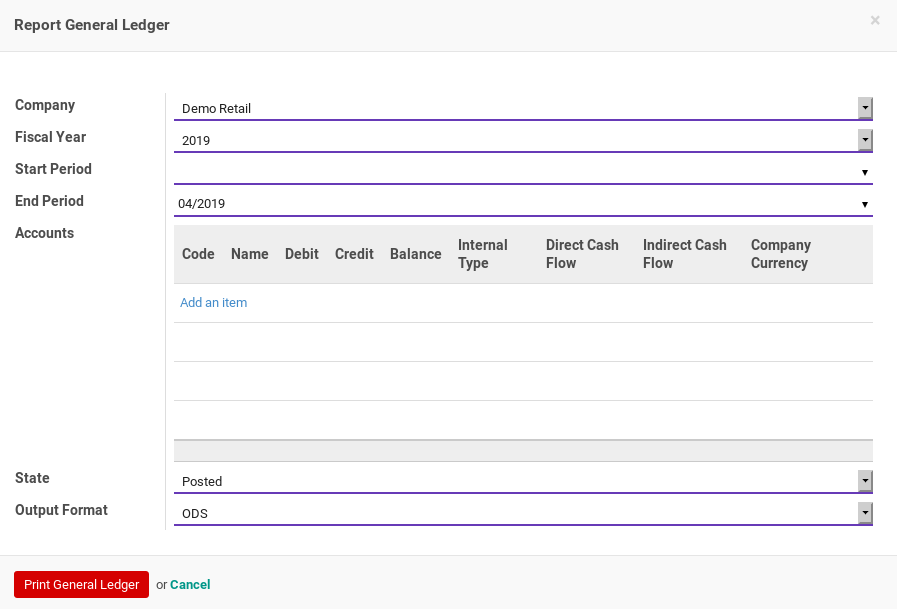 Report General Ledger ×
Company Demo Retail
Fiscal Year 2019
Start Period
End Period 04/2019
Accounts
Code Name Debit Credit Balance Internal Type Direct Cash Flow Indirect Cash Flow Company Currency
Add an item
State Posted
Output Format ODS
Print General Ledger or Cancel